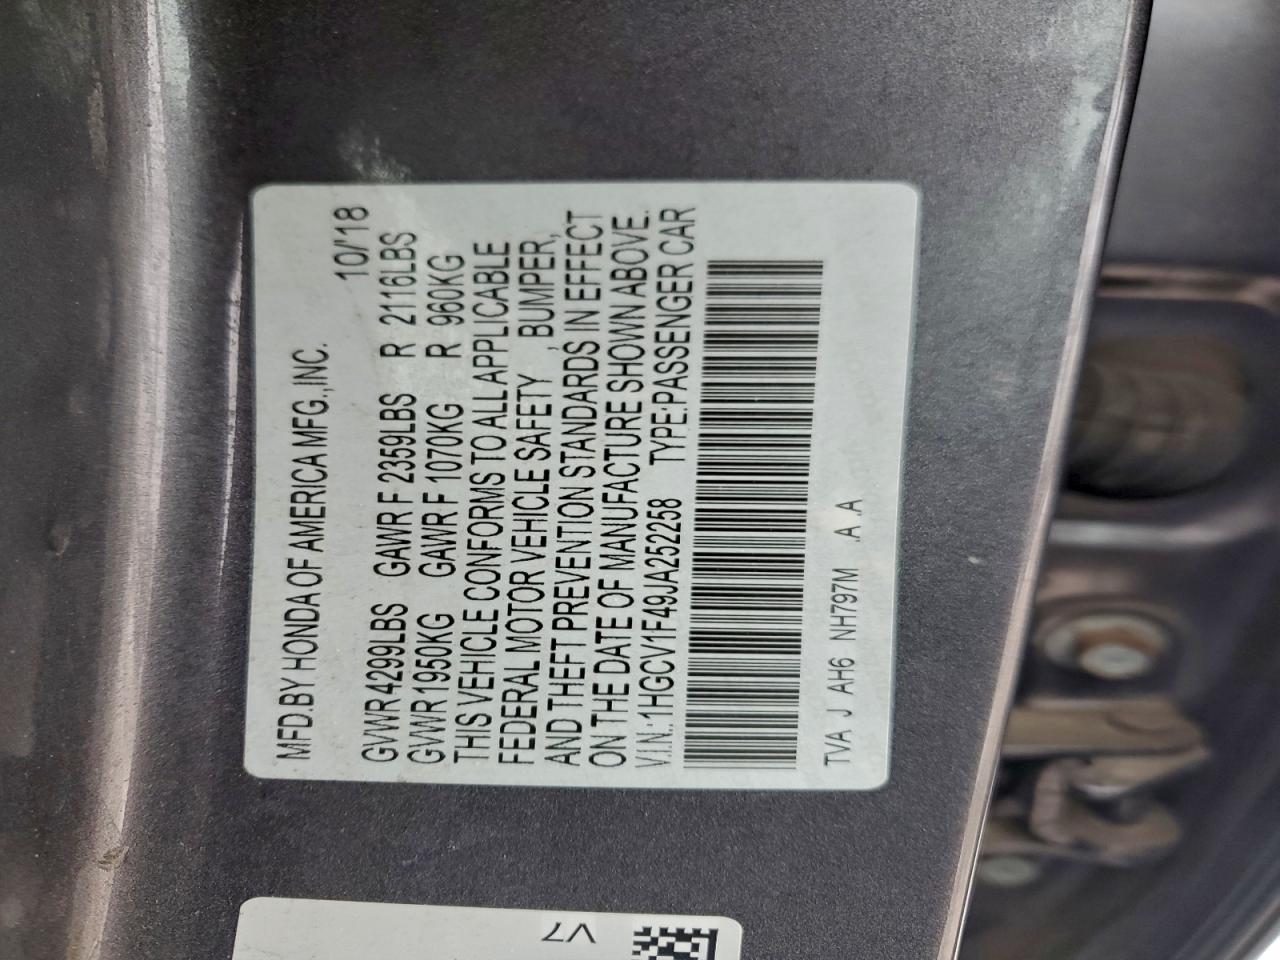 MFD.BY HONDA OF AMERICA MFG.,INC.
10/'18
GVWR4299LBS GAWR F 2359LBS R 2116LBS
GVWR1950KG GAWR F 1070KG R 960KG
THIS VEHICLE CONFORMS TO ALL APPLICABLE
FEDERAL MOTOR VEHICLE SAFETY , BUMPER,
AND THEFT PREVENTION STANDARDS IN EFFECT
ON THE DATE OF MANUFACTURE SHOWN ABOVE.
V.I.N.:1HGCV1F49JA252258 TYPE:PASSENGER CAR
TVA J AH6 NH797M .A A
V7